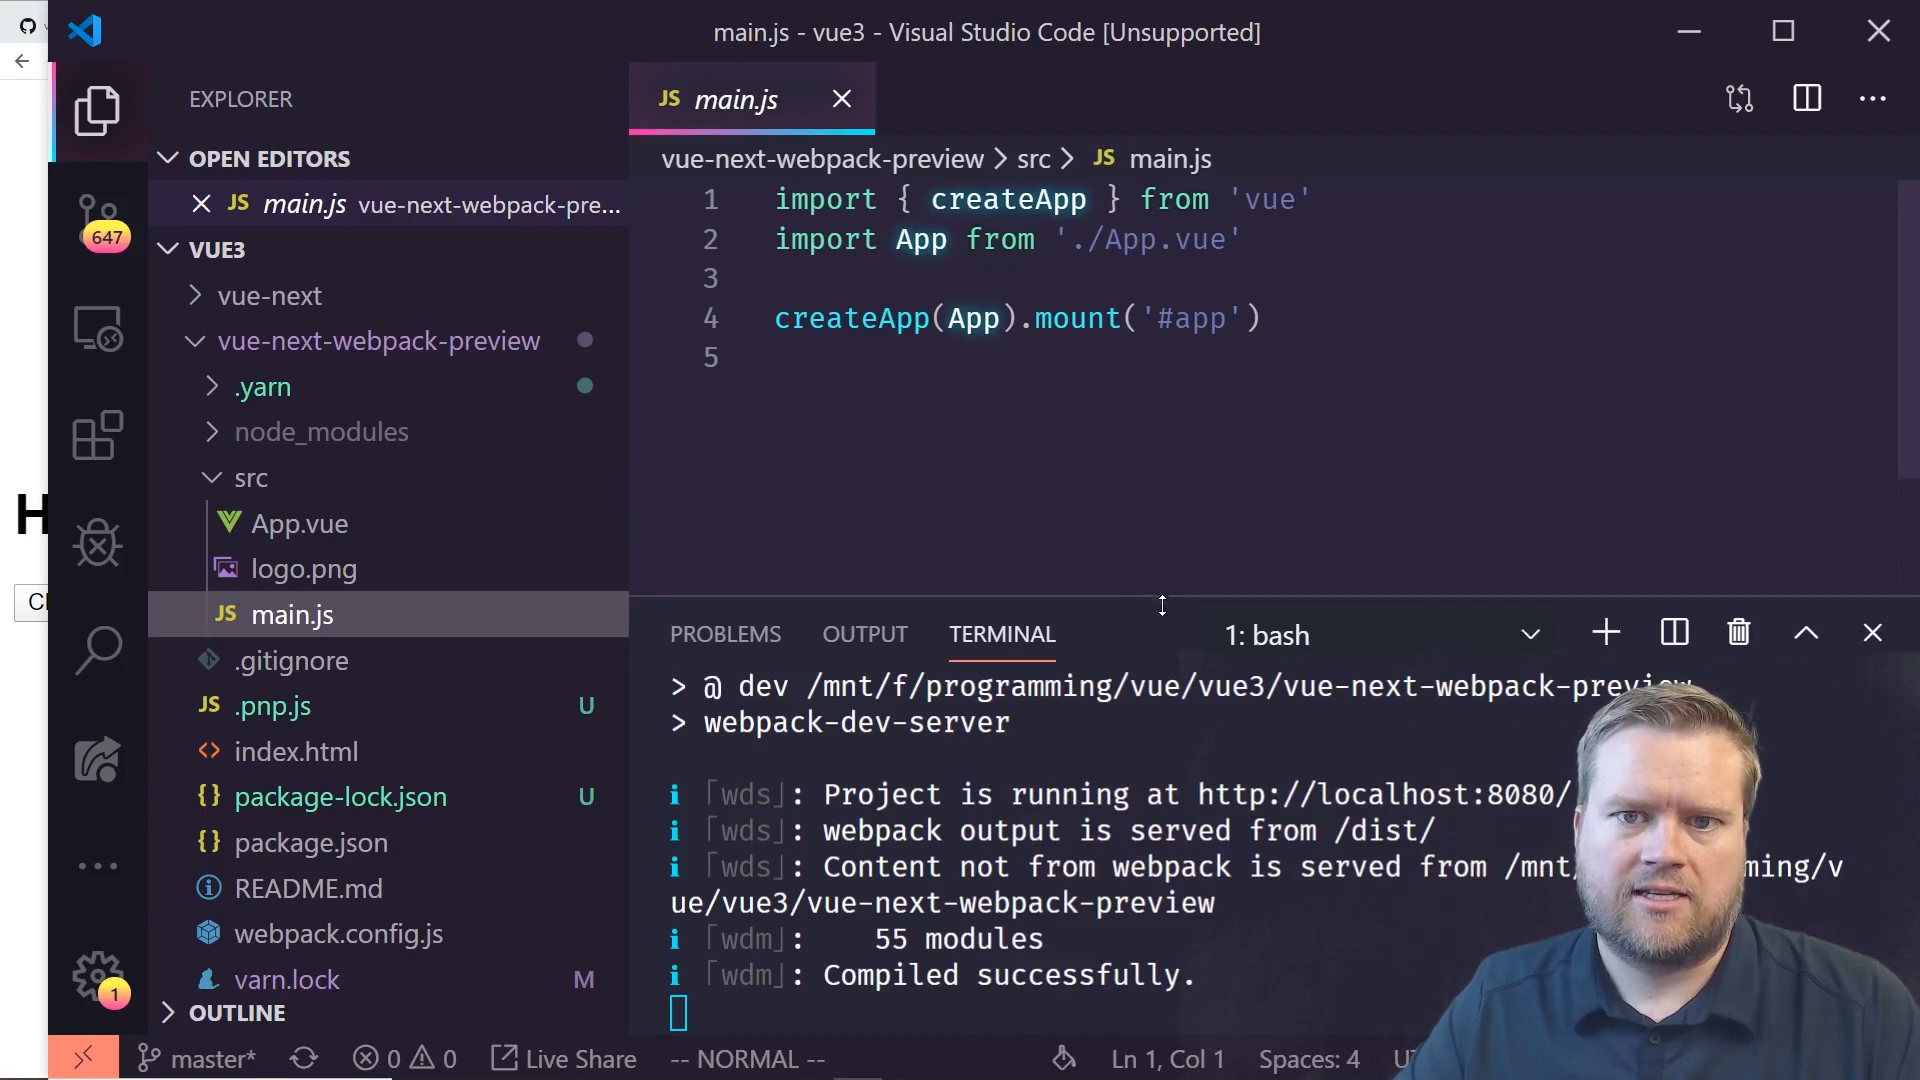 main.js - vue3 - Visual Studio Code [Unsupported]
EXPLORER
OPEN EDITORS
JS main.js vue-next-webpack-pre...
647
VUE3
vue-next
vue-next-webpack-preview
.yarn
node_modules
src
App.vue
logo.png
JS main.js
.gitignore
JS .pnp.js U
index.html
{} package-lock.json U
{} package.json
README.md
webpack.config.js
yarn.lock M
1
OUTLINE
JS main.js
vue-next-webpack-preview > src > JS main.js
1 import { createApp } from 'vue'
2 import App from './App.vue'
3
4 createApp(App).mount('#app')
5
PROBLEMS OUTPUT TERMINAL 1: bash
> @ dev /mnt/f/programming/vue/vue3/vue-next-webpack-preview
> webpack-dev-server
i ｢wds｣: Project is running at http://localhost:8080/
i ｢wds｣: webpack output is served from /dist/
i ｢wds｣: Content not from webpack is served from /mnt/ ming/v
ue/vue3/vue-next-webpack-preview
i ｢wdm｣: 55 modules
i ｢wdm｣: Compiled successfully.
master* 0 0 Live Share -- NORMAL -- Ln 1, Col 1 Spaces: 4